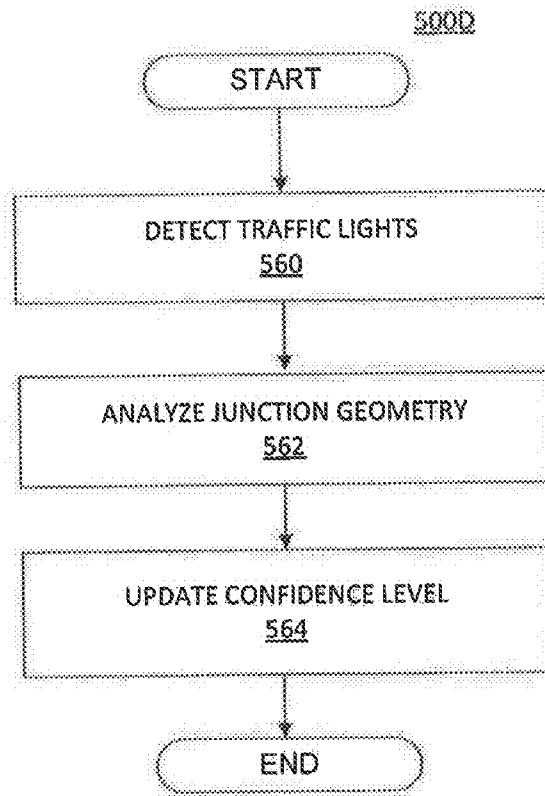 500D
START
DETECT TRAFFIC LIGHTS
560
ANALYZE JUNCTION GEOMETRY
562
UPDATE CONFIDENCE LEVEL
564
END